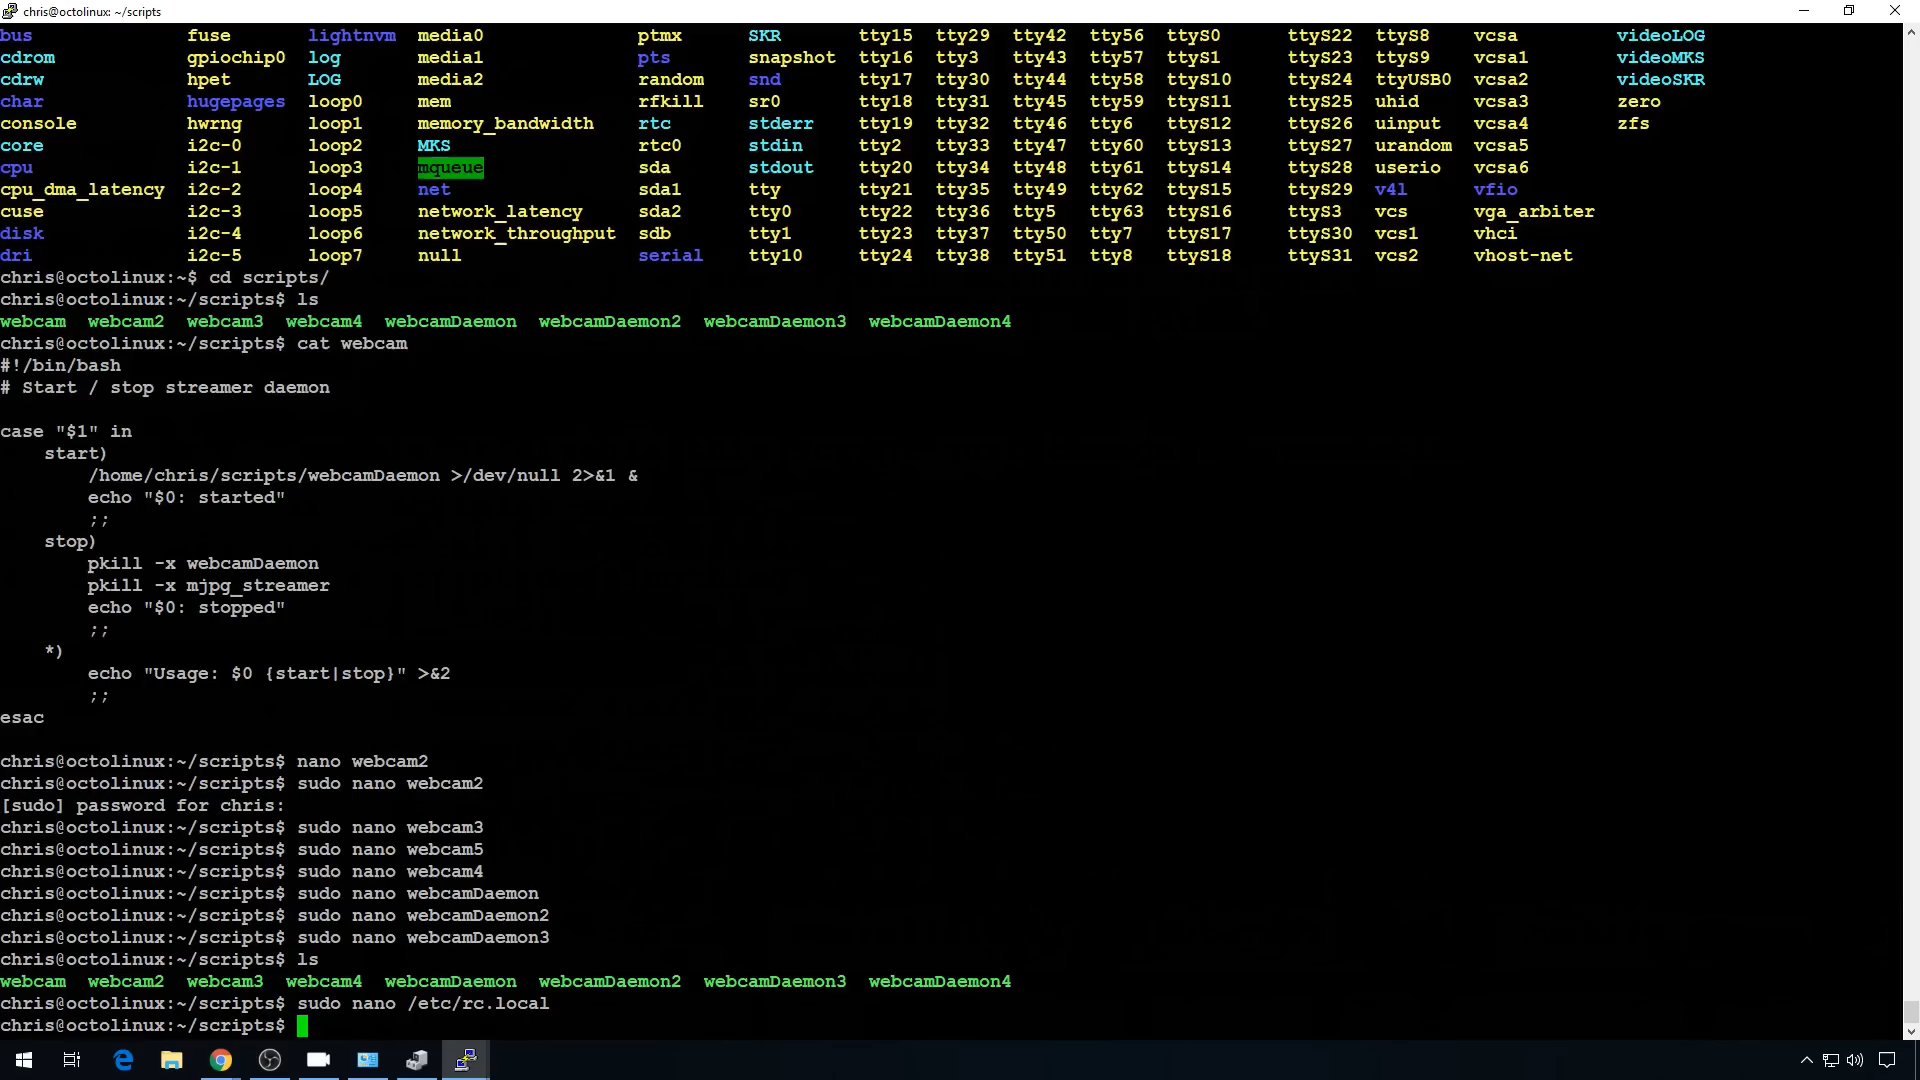 chris@octolinux: ~/scripts
bus fuse lightnvm media0 ptmx SKR tty15 tty29 tty42 tty56 ttyS0 ttyS22 ttyS8 vcsa videoLOG
cdrom gpiochip0 log media1 pts snapshot tty16 tty3 tty43 tty57 ttyS1 ttyS23 ttyS9 vcsa1 videoMKS
cdrw hpet LOG media2 random snd tty17 tty30 tty44 tty58 ttyS10 ttyS24 ttyUSB0 vcsa2 videoSKR
char hugepages loop0 mem rfkill sr0 tty18 tty31 tty45 tty59 ttyS11 ttyS25 uhid vcsa3 zero
console hwrng loop1 memory_bandwidth rtc stderr tty19 tty32 tty46 tty6 ttyS12 ttyS26 uinput vcsa4 zfs
core i2c-0 loop2 MKS rtc0 stdin tty2 tty33 tty47 tty60 ttyS13 ttyS27 urandom vcsa5
cpu i2c-1 loop3 mqueue sda stdout tty20 tty34 tty48 tty61 ttyS14 ttyS28 userio vcsa6
cpu_dma_latency i2c-2 loop4 net sda1 tty tty21 tty35 tty49 tty62 ttyS15 ttyS29 v4l vfio
cuse i2c-3 loop5 network_latency sda2 tty0 tty22 tty36 tty5 tty63 ttyS16 ttyS3 vcs vga_arbiter
disk i2c-4 loop6 network_throughput sdb tty1 tty23 tty37 tty50 tty7 ttyS17 ttyS30 vcs1 vhci
dri i2c-5 loop7 null serial tty10 tty24 tty38 tty51 tty8 ttyS18 ttyS31 vcs2 vhost-net
chris@octolinux:~$ cd scripts/
chris@octolinux:~/scripts$ ls
webcam webcam2 webcam3 webcam4 webcamDaemon webcamDaemon2 webcamDaemon3 webcamDaemon4
chris@octolinux:~/scripts$ cat webcam
#!/bin/bash
# Start / stop streamer daemon
case "$1" in
start)
/home/chris/scripts/webcamDaemon >/dev/null 2>&1 &
echo "$0: started"
;;
stop)
pkill -x webcamDaemon
pkill -x mjpg_streamer
echo "$0: stopped"
;;
*)
echo "Usage: $0 {start|stop}" >&2
;;
esac
chris@octolinux:~/scripts$ nano webcam2
chris@octolinux:~/scripts$ sudo nano webcam2
[sudo] password for chris:
chris@octolinux:~/scripts$ sudo nano webcam3
chris@octolinux:~/scripts$ sudo nano webcam5
chris@octolinux:~/scripts$ sudo nano webcam4
chris@octolinux:~/scripts$ sudo nano webcamDaemon
chris@octolinux:~/scripts$ sudo nano webcamDaemon2
chris@octolinux:~/scripts$ sudo nano webcamDaemon3
chris@octolinux:~/scripts$ ls
webcam webcam2 webcam3 webcam4 webcamDaemon webcamDaemon2 webcamDaemon3 webcamDaemon4
chris@octolinux:~/scripts$ sudo nano /etc/rc.local
chris@octolinux:~/scripts$